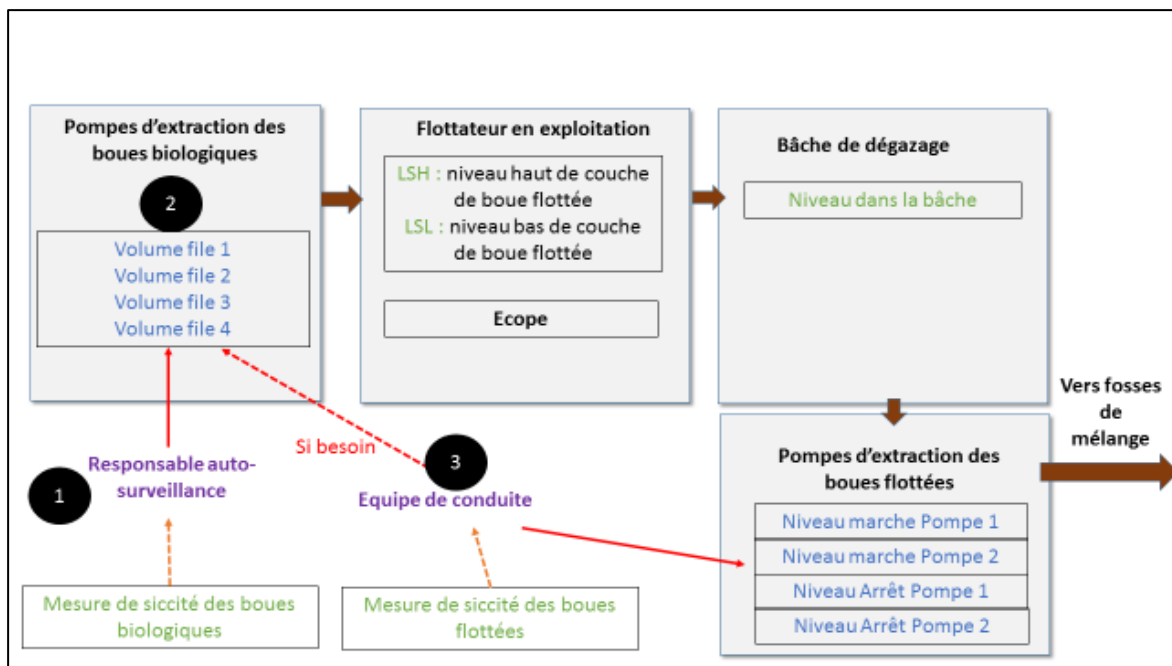 Pompes d'extraction des
boues biologiques
2
Volume file 1
Volume file 2
Volume file 3
Volume file 4
Flottateur en exploitation
LSH : niveau haut de couche
de boue flottée
LSL : niveau bas de couche
de boue flottée
Ecope
Bâche de dégazage
Niveau dans la bâche
Vers fosses
de
mélange
Si besoin
1
Responsable auto-
surveillance
3
Equipe de conduite
Pompes d'extraction des
boues flottées
Niveau marche Pompe 1
Niveau marche Pompe 2
Niveau Arrêt Pompe 1
Niveau Arrêt Pompe 2
Mesure de siccité des boues
biologiques
Mesure de siccité des boues
flottées